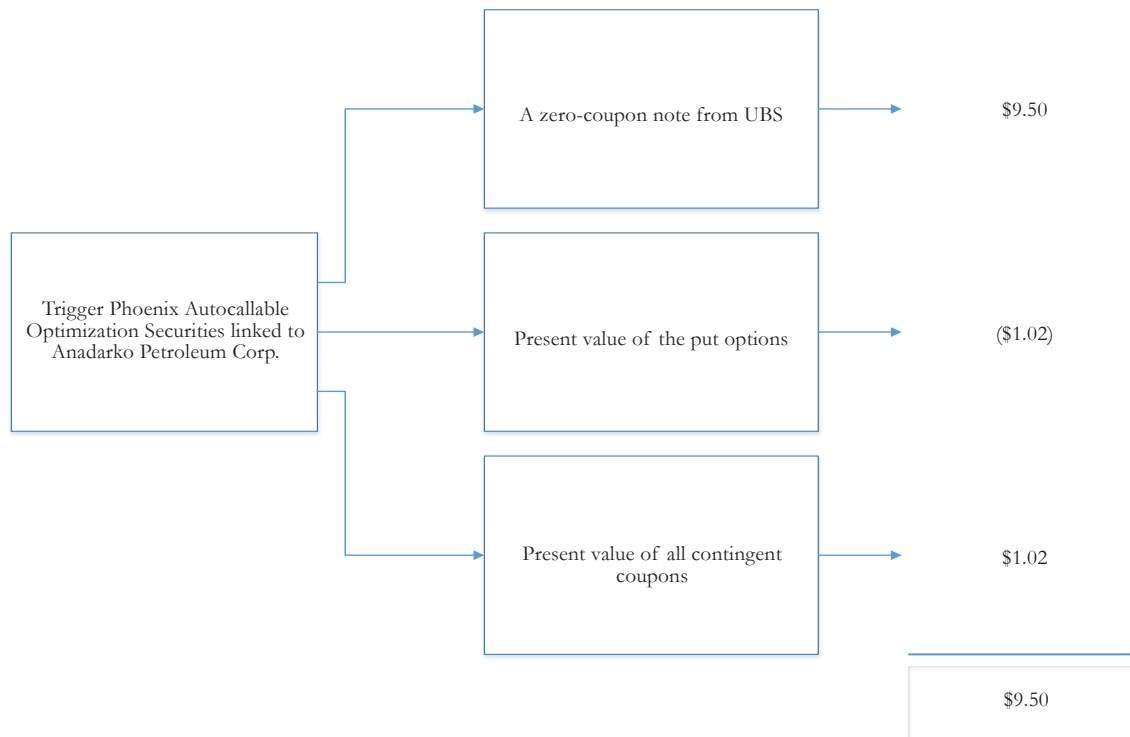 A zero-coupon note from UBS
$9.50
Trigger Phoenix Autocallable
Optimization Securities linked to
Anadarko Petroleum Corp.
Present value of the put options
($1.02)
Present value of all contingent
coupons
$1.02
$9.50